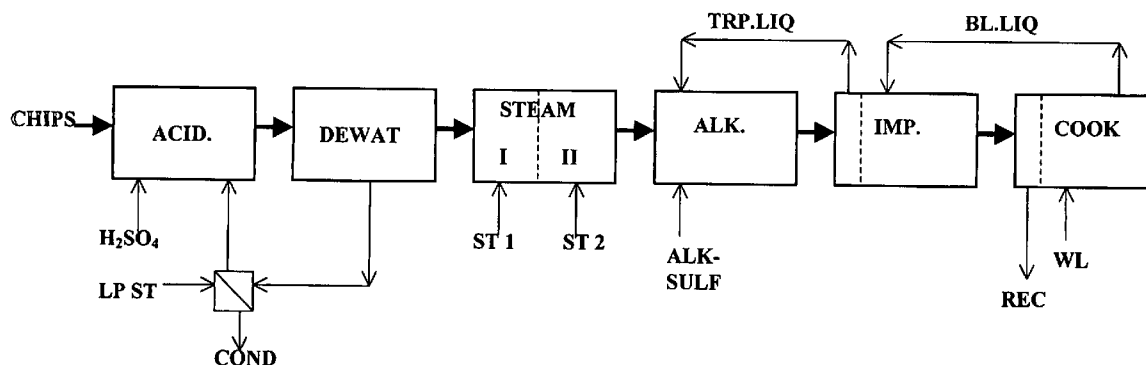 TRP.LIQ
BL.LIQ
CHIPS
ACID.
DEWAT
STEAM
I II
ALK.
IMP.
COOK
H₂SO₄
ST 1
ST 2
ALK-
SULF
WL
LP ST
REC
COND